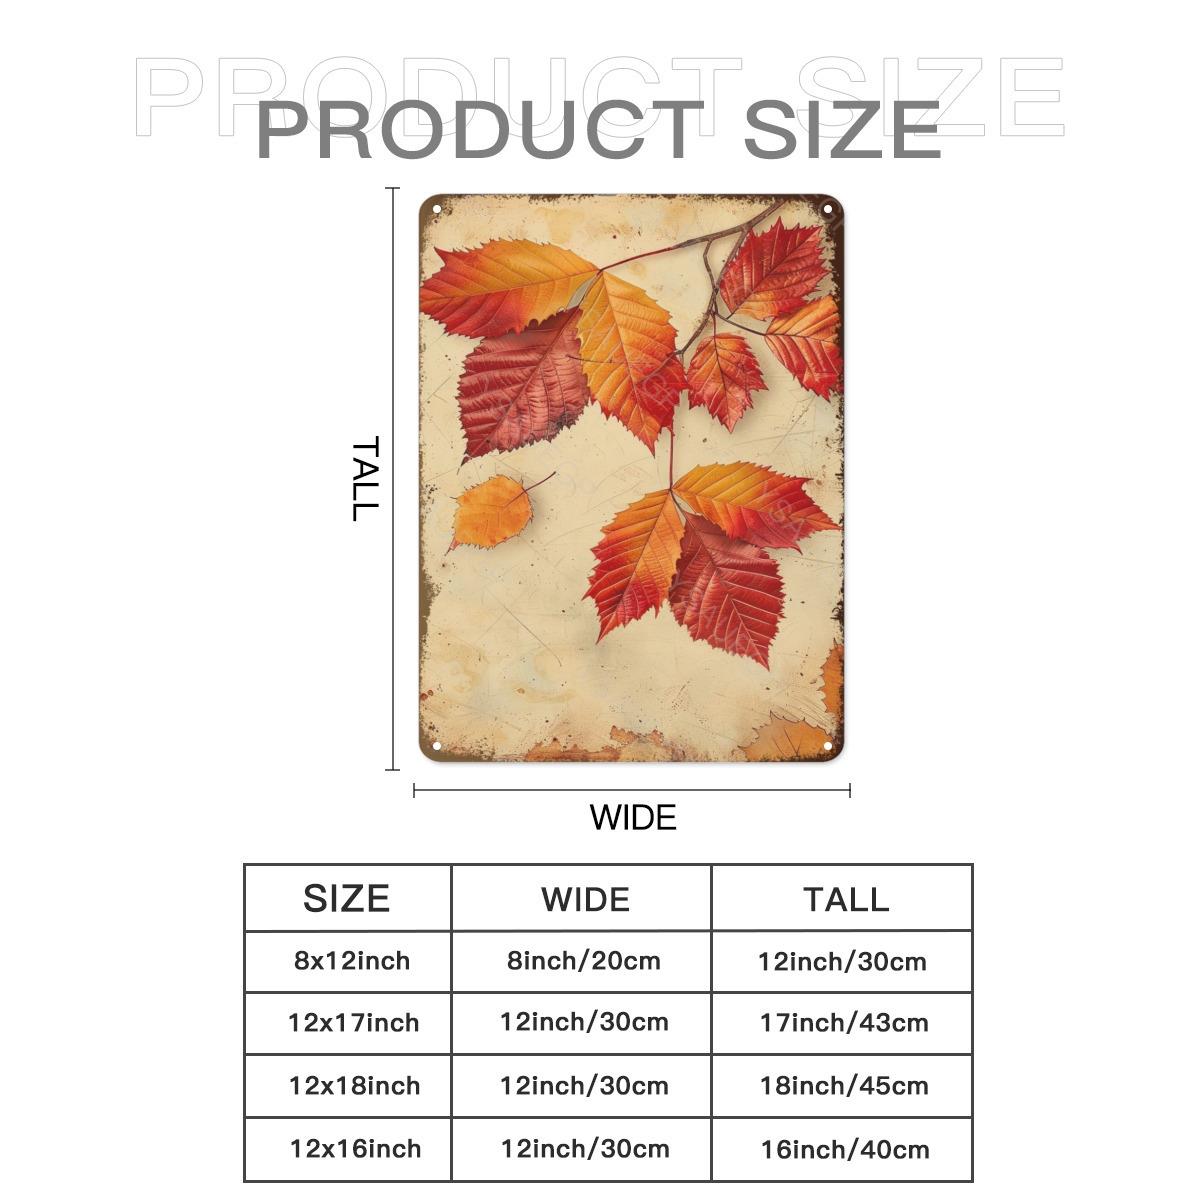 PRODUCT SIZE
PRODUCT SIZE
TALL
WIDE
SIZE WIDE TALL
8x12inch 8inch/20cm 12inch/30cm
12x17inch 12inch/30cm 17inch/43cm
12x18inch 12inch/30cm 18inch/45cm
12x16inch 12inch/30cm 16inch/40cm